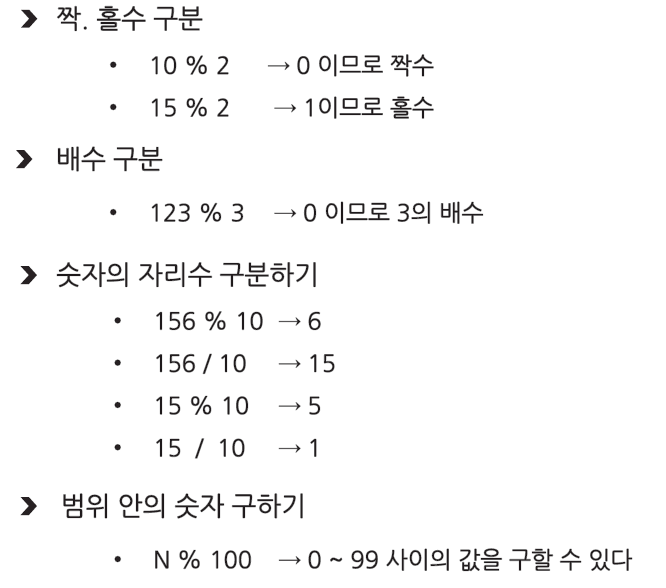 ❯ 짝. 홀수 구분
• 10 % 2 → 0 이므로 짝수
• 15 % 2 → 1이므로 홀수
❯ 배수 구분
• 123 % 3 → 0 이므로 3의 배수
❯ 숫자의 자리수 구분하기
• 156 % 10 → 6
• 156 / 10 → 15
• 15 % 10 → 5
• 15 / 10 → 1
❯ 범위 안의 숫자 구하기
• N % 100 → 0 ~ 99 사이의 값을 구할 수 있다